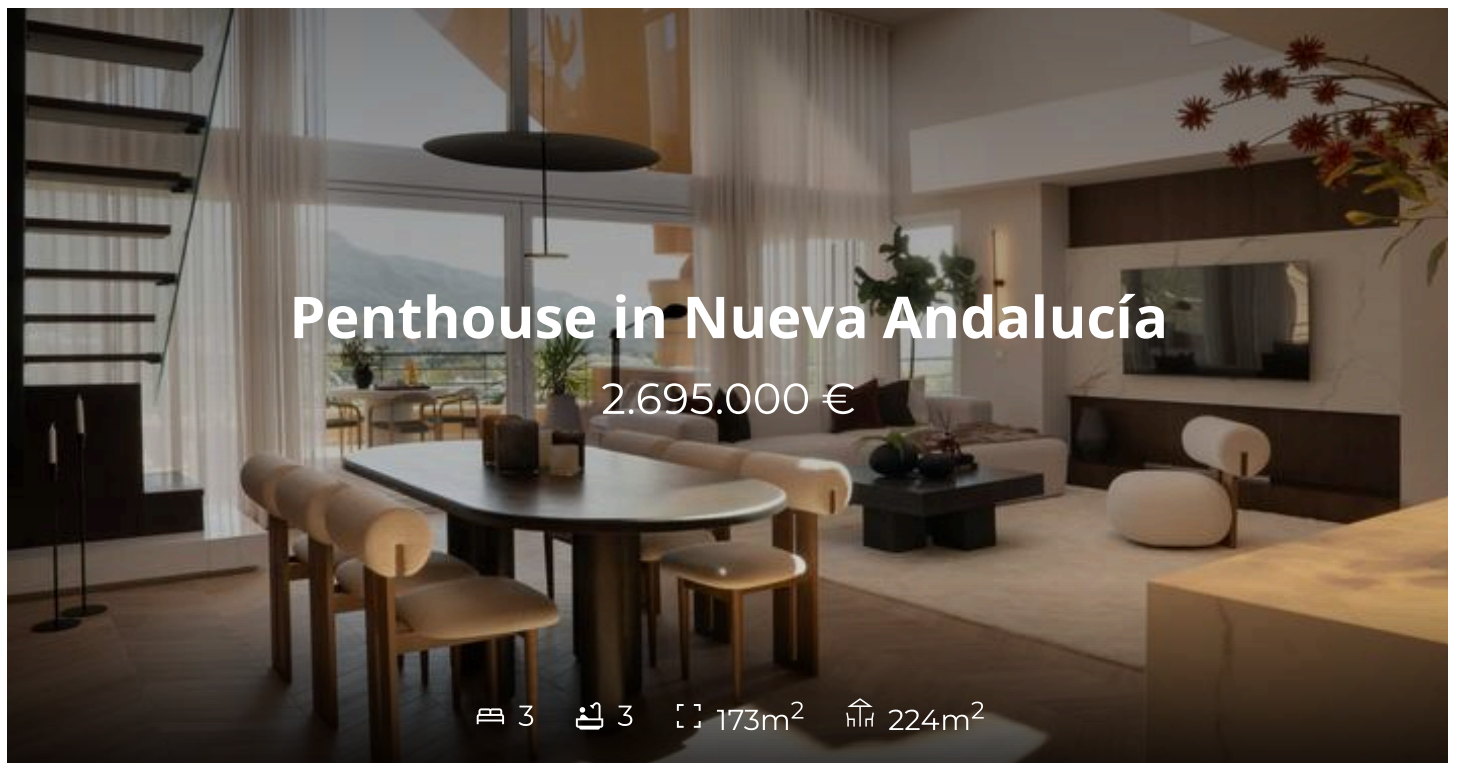 Penthouse in Nueva Andalucía
2.695.000 €
3 3 173m² 224m²